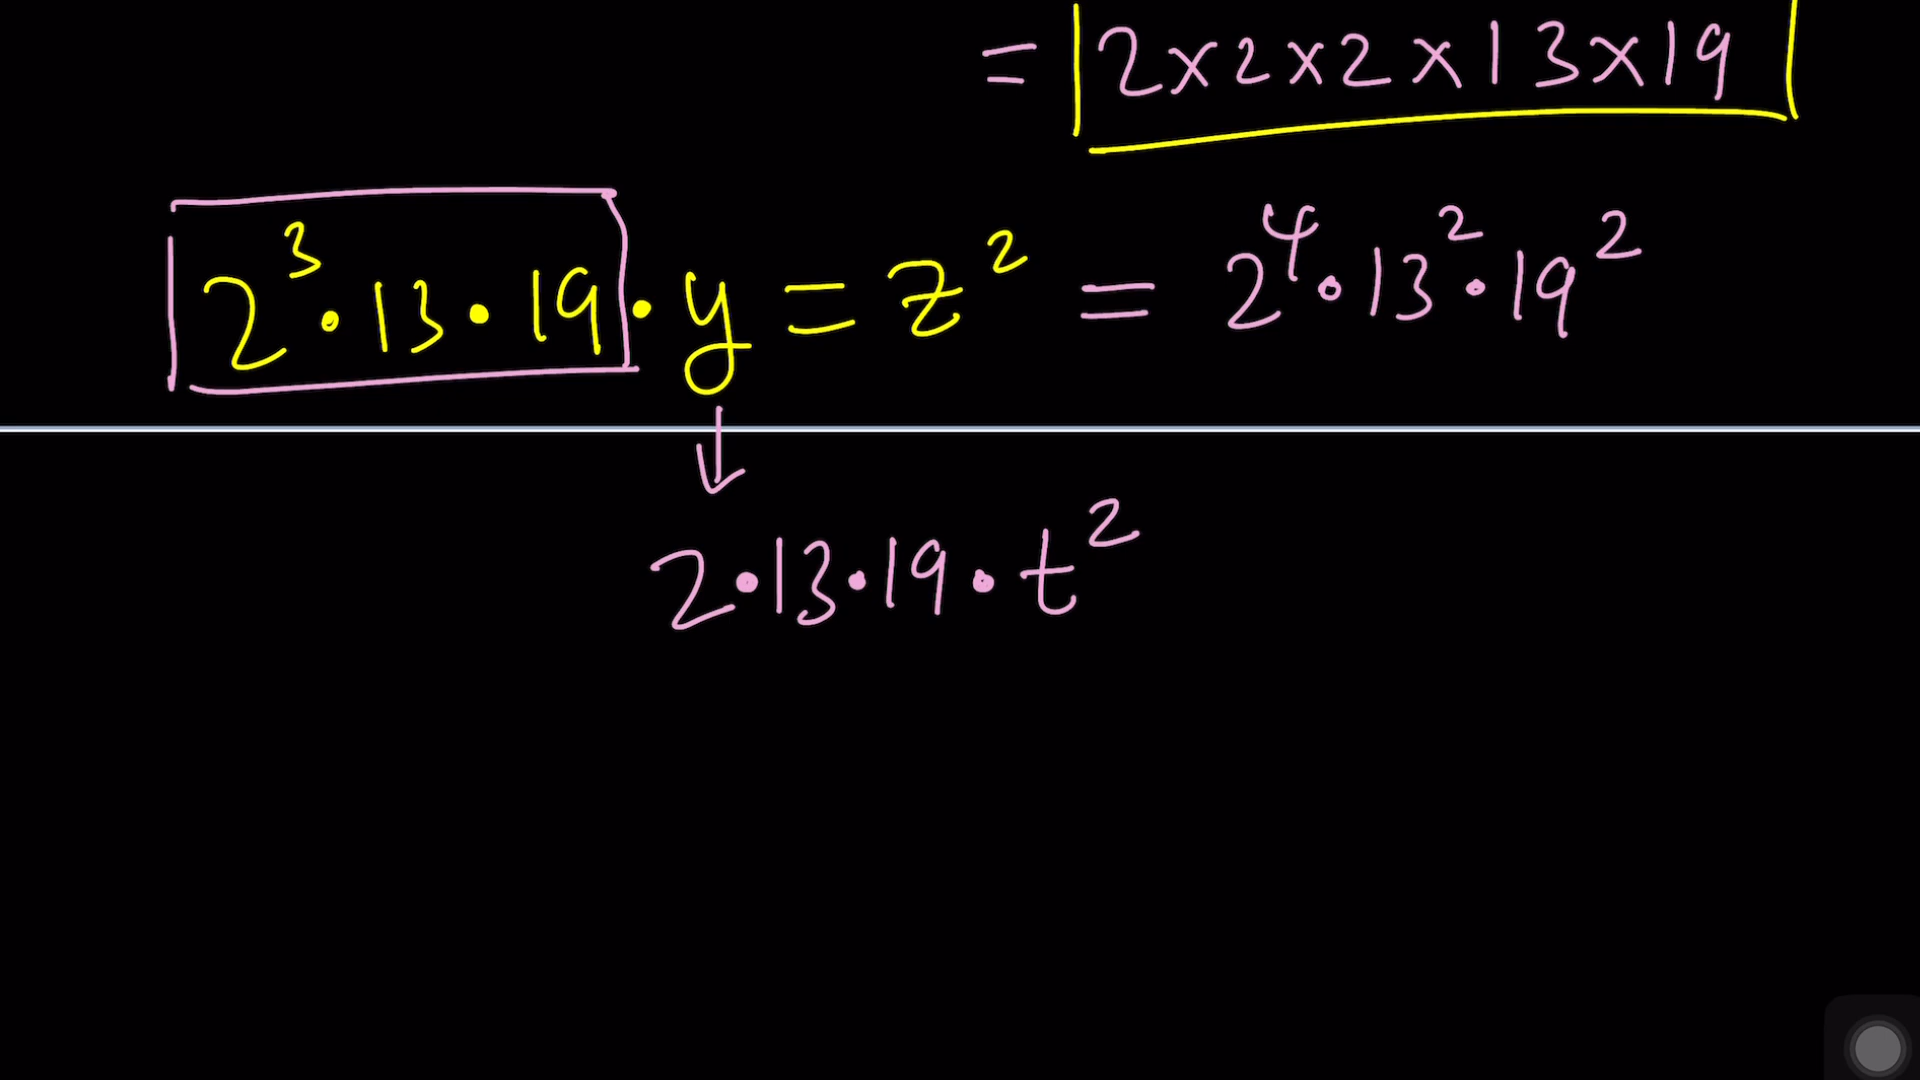 = 2x2x2x13x19
2³·13·19·y = z² = 2⁴·13²·19²
2·13·19·t²